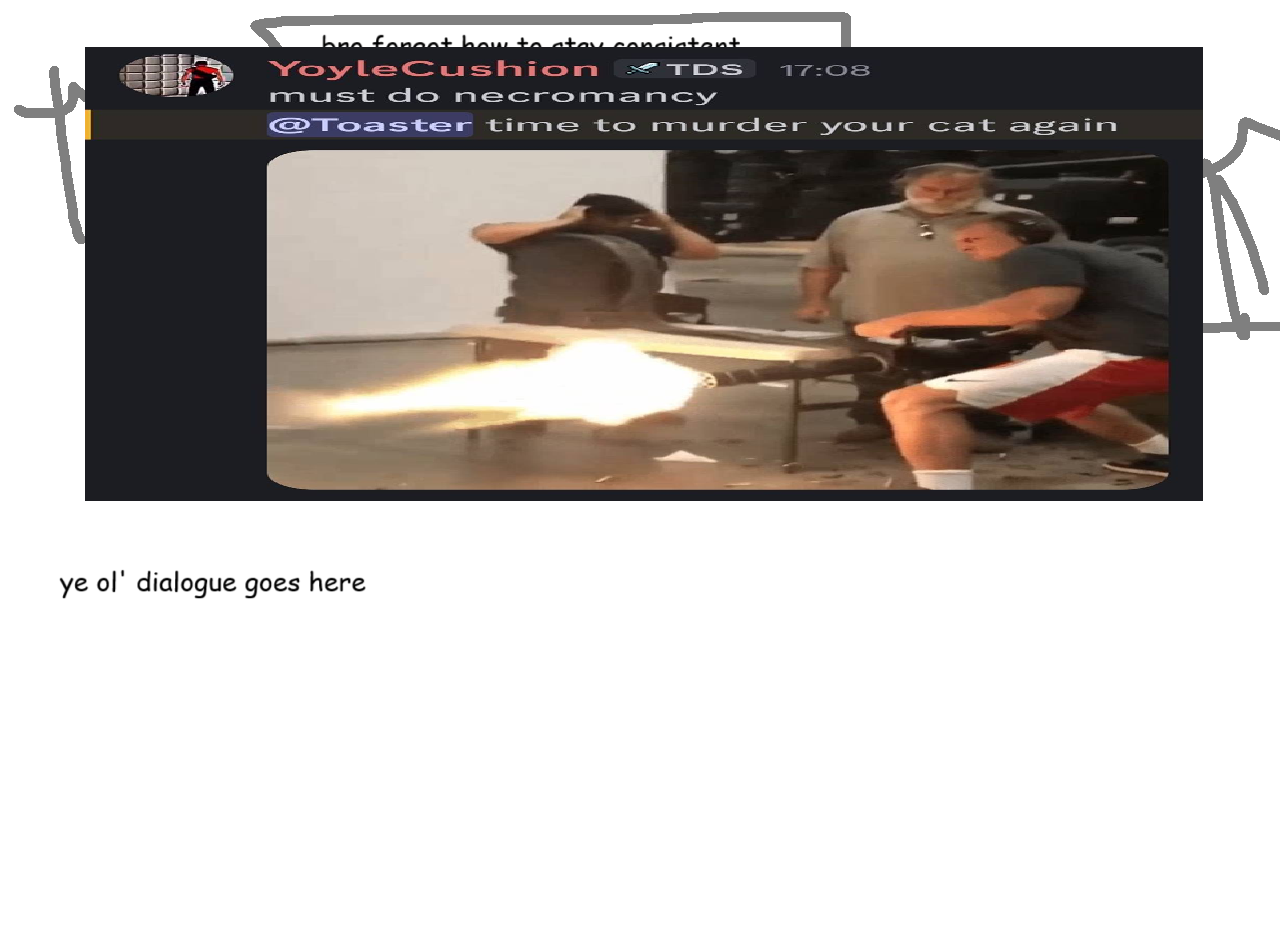 bro forgot how to stay consistent
YoyleCushion TDS 17:08
must do necromancy
@Toaster time to murder your cat again
ye ol' dialogue goes here